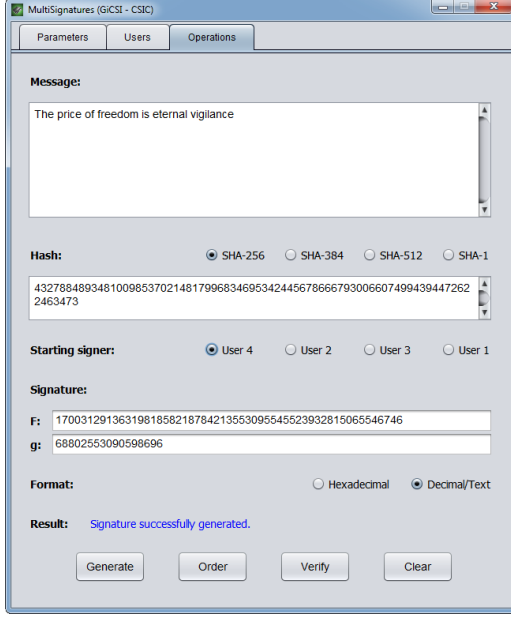 MultiSignatures (GiCSI - CSIC)
Parameters Users Operations
Message:
The price of freedom is eternal vigilance
Hash: SHA-256 SHA-384 SHA-512 SHA-1
432788489348100985370214817996834695342445678666793006607499439447262
2463473
Starting signer: User 4 User 2 User 3 User 1
Signature:
F: 17003129136319818582187842135530955455239328150655467​46
g: 68802553090598696
Format: Hexadecimal Decimal/Text
Result: Signature successfully generated.
Generate Order Verify Clear